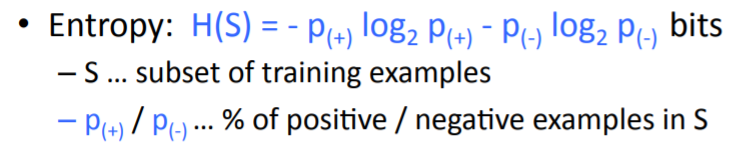 • Entropy: H(S) = - p(+) log2 p(+) - p(-) log2 p(-) bits
– S ... subset of training examples
– p(+) / p(-) ... % of positive / negative examples in S